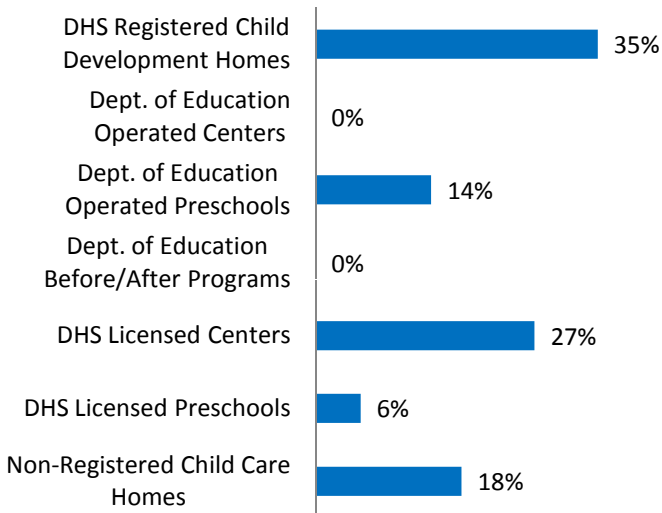 DHS Registered Child
Development Homes
35%
Dept. of Education
Operated Centers
0%
Dept. of Education
Operated Preschools
14%
Dept. of Education
Before/After Programs
0%
DHS Licensed Centers
27%
DHS Licensed Preschools
6%
Non-Registered Child Care
Homes
18%